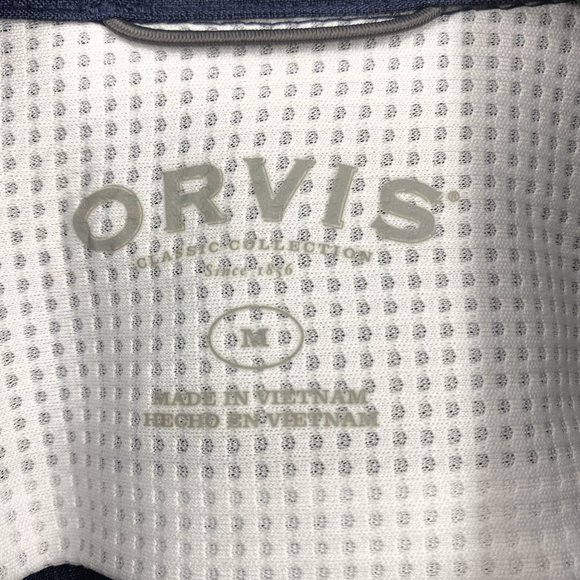 ORVIS®
CLASSIC COLLECTION
Since 1856
M
MADE IN VIETNAM
HECHO EN VIETNAM